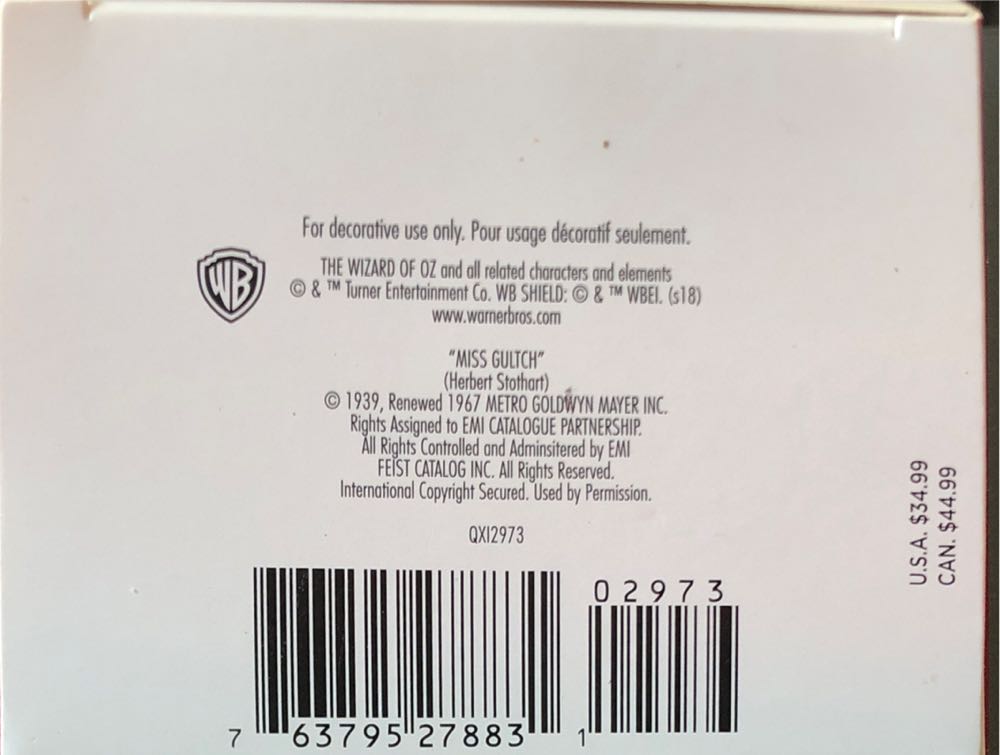 For decorative use only. Pour usage décoratif seulement.
WB
THE WIZARD OF OZ and all related characters and elements
© & ™ Turner Entertainment Co. WB SHIELD: © & ™ WBEI. (s18)
www.warnerbros.com
"MISS GULTCH"
(Herbert Stothart)
© 1939, Renewed 1967 METRO GOLDWYN MAYER INC.
Rights Assigned to EMI CATALOGUE PARTNERSHIP.
All Rights Controlled and Adminsitered by EMI
FEIST CATALOG INC. All Rights Reserved.
International Copyright Secured. Used by Permission.
QXI2973
U.S.A. $34.99
CAN. $44.99
02973
7 63795 27883 1